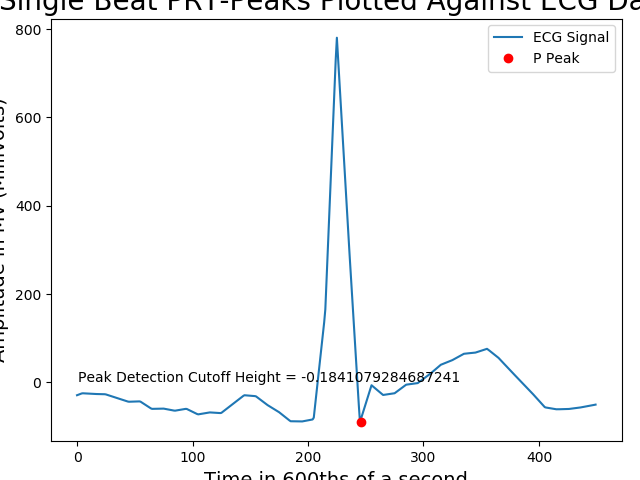 Single Beat PRT-Peaks Plotted Against ECG Da
800
600
400
200
0
Amplitude in MV (Millivolts)
ECG Signal
P Peak
Peak Detection Cutoff Height = -0.1841079284687241
0
100
200
300
400
Time in 600ths of a second